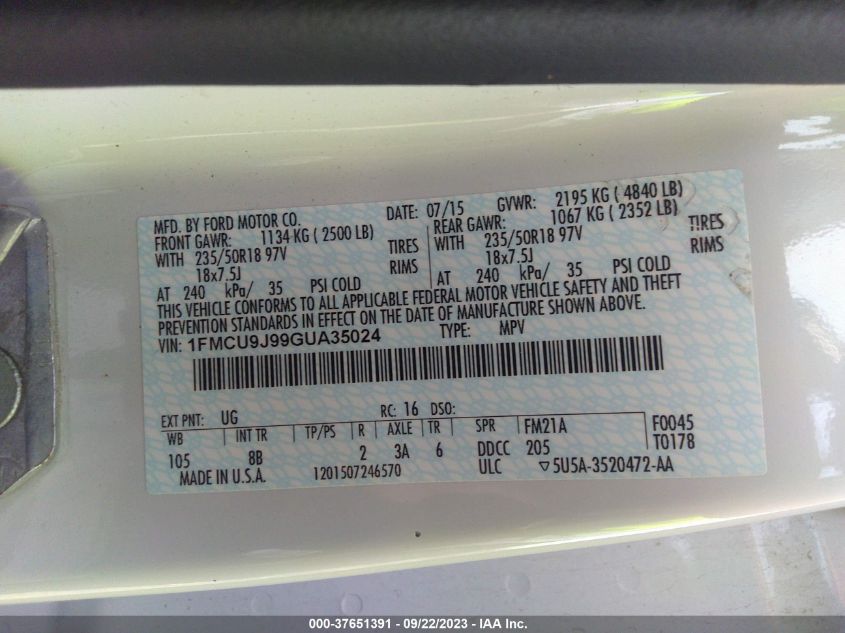 MFD. BY FORD MOTOR CO. DATE: 07/15 GVWR: 2195 KG ( 4840 LB)
FRONT GAWR: 1134 KG ( 2500 LB) REAR GAWR: 1067 KG ( 2352 LB)
WITH 235/50R18 97V TIRES WITH 235/50R18 97V TIRES
18x7.5J RIMS 18x7.5J RIMS
AT 240 kPa/ 35 PSI COLD AT 240 kPa/ 35 PSI COLD
THIS VEHICLE CONFORMS TO ALL APPLICABLE FEDERAL MOTOR VEHICLE SAFETY AND THEFT
PREVENTION STANDARDS IN EFFECT ON THE DATE OF MANUFACTURE SHOWN ABOVE.
VIN: 1FMCU9J99GUA35024 TYPE: MPV
EXT PNT: UG RC: 16 DSO:
WB INT TR TP/PS R AXLE TR SPR FM21A F0045
105 8B 2 3A 6 DDCC 205 T0178
MADE IN U.S.A. 1201507246570 ULC ▽5U5A-3520472-AA
000-37651391 - 09/22/2023 - IAA Inc.